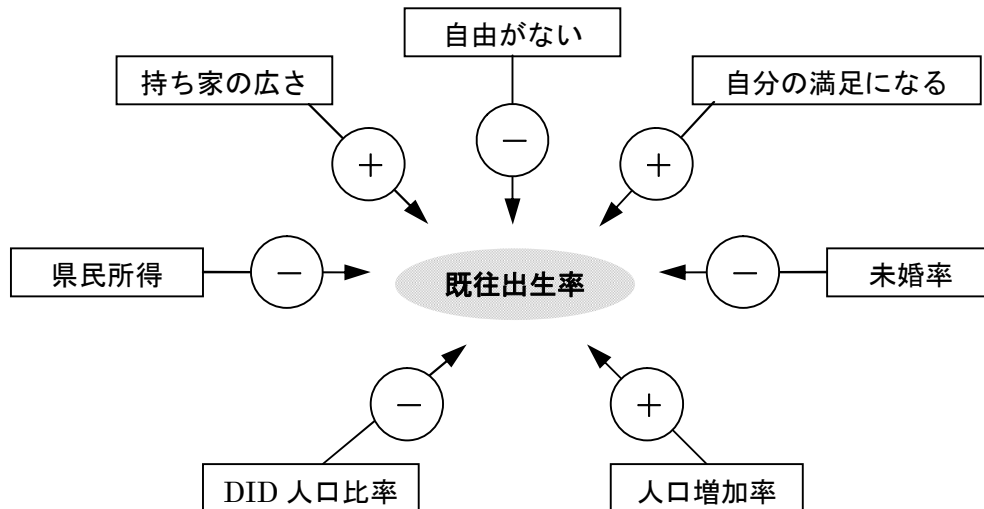 自由がない
持ち家の広さ
自分の満足になる
−
+
+
県民所得
−
既往出生率
−
未婚率
−
+
DID 人口比率
人口増加率